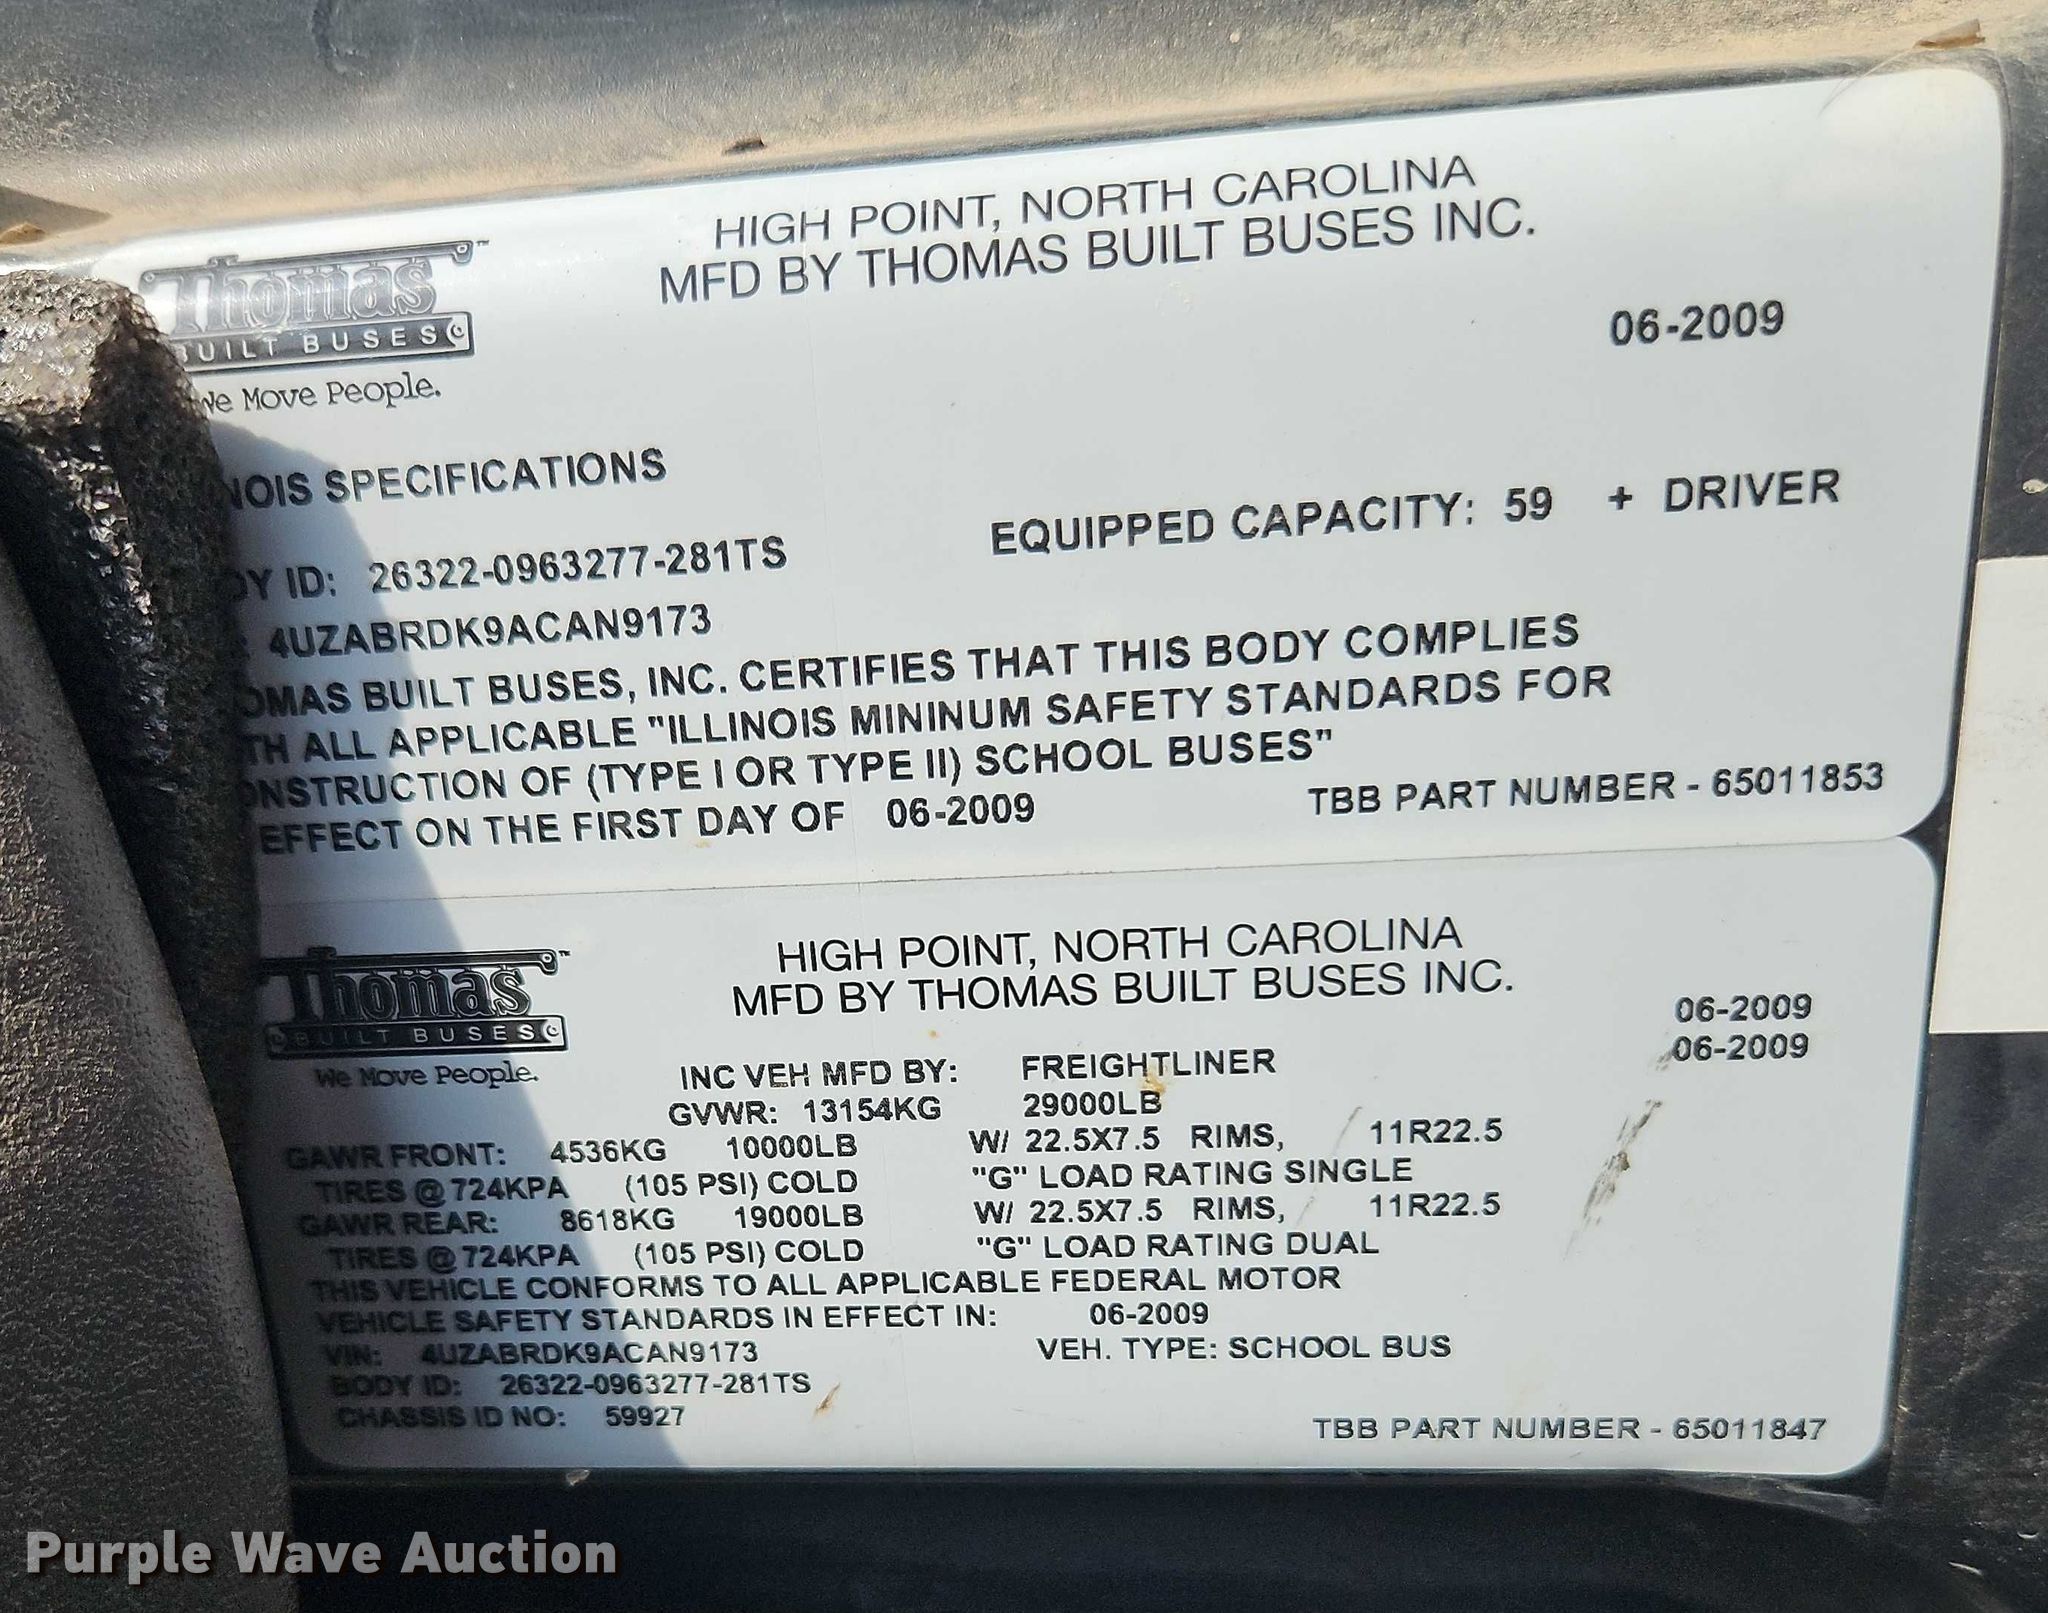 HIGH POINT, NORTH CAROLINA
MFD BY THOMAS BUILT BUSES INC.
Thomas™
BUILT BUSES
We Move People.
06-2009
NOIS SPECIFICATIONS
EQUIPPED CAPACITY: 59 + DRIVER
DY ID: 26322-0963277-281TS
: 4UZABRDK9ACAN9173
OMAS BUILT BUSES, INC. CERTIFIES THAT THIS BODY COMPLIES
TH ALL APPLICABLE "ILLINOIS MININUM SAFETY STANDARDS FOR
ONSTRUCTION OF (TYPE I OR TYPE II) SCHOOL BUSES"
EFFECT ON THE FIRST DAY OF 06-2009
TBB PART NUMBER - 65011853
HIGH POINT, NORTH CAROLINA
MFD BY THOMAS BUILT BUSES INC.
Thomas™
BUILT BUSES
We Move People.
06-2009
06-2009
INC VEH MFD BY: FREIGHTLINER
GVWR: 13154KG 29000LB
GAWR FRONT: 4536KG 10000LB W/ 22.5X7.5 RIMS, 11R22.5
TIRES @ 724KPA (105 PSI) COLD "G" LOAD RATING SINGLE
GAWR REAR: 8618KG 19000LB W/ 22.5X7.5 RIMS, 11R22.5
TIRES @ 724KPA (105 PSI) COLD "G" LOAD RATING DUAL
THIS VEHICLE CONFORMS TO ALL APPLICABLE FEDERAL MOTOR
VEHICLE SAFETY STANDARDS IN EFFECT IN: 06-2009
VIN: 4UZABRDK9ACAN9173 VEH. TYPE: SCHOOL BUS
BODY ID: 26322-0963277-281TS
CHASSIS ID NO: 59927
TBB PART NUMBER - 65011847
Purple Wave Auction